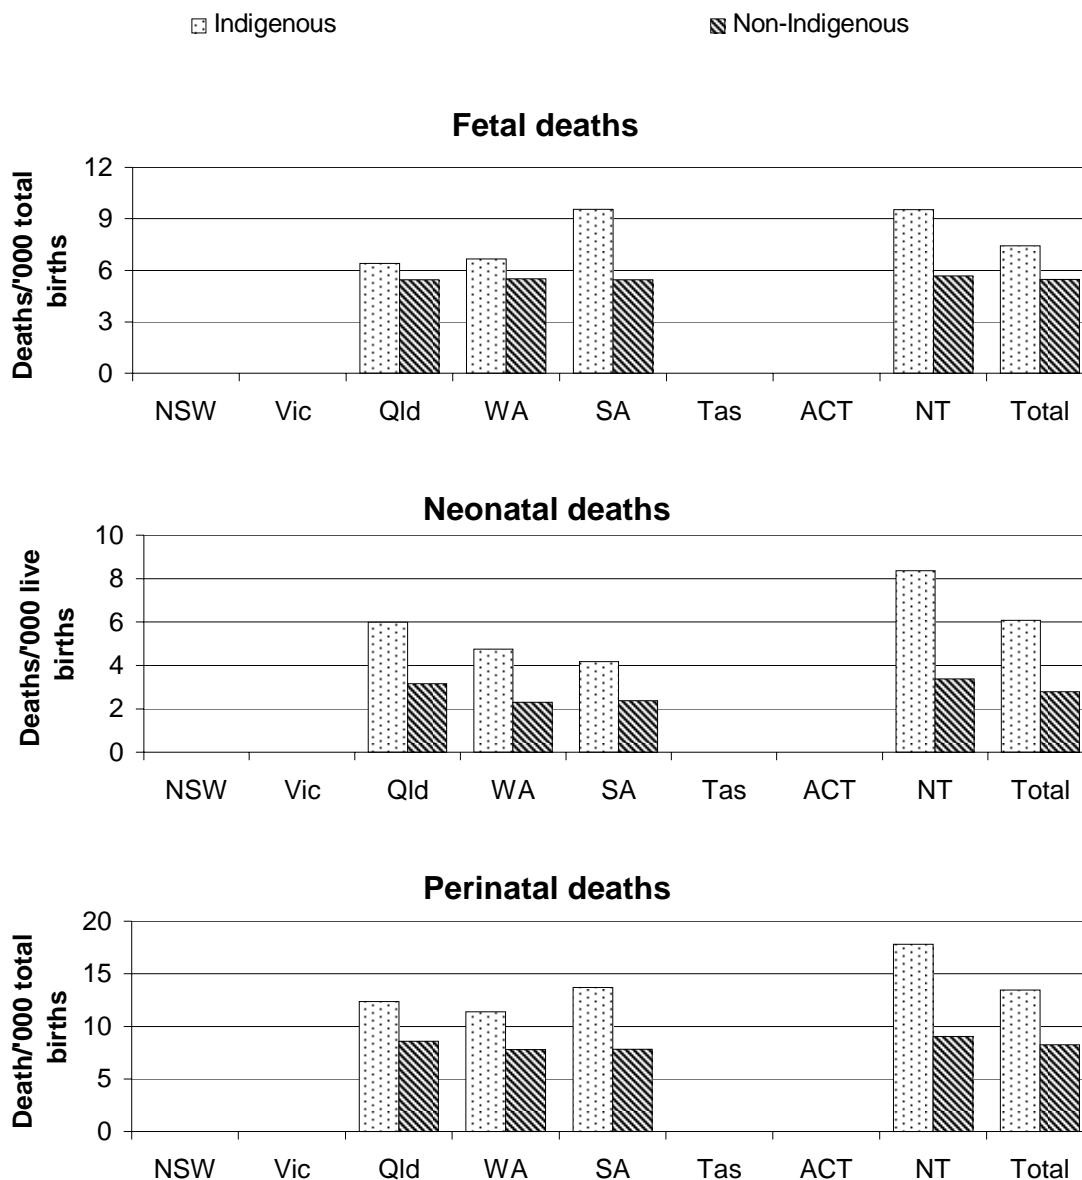 Indigenous Non-Indigenous
Fetal deaths
Deaths/'000 total
births
12
9
6
3
0
NSW Vic Qld WA SA Tas ACT NT Total
Neonatal deaths
Deaths/'000 live
births
10
8
6
4
2
0
NSW Vic Qld WA SA Tas ACT NT Total
Perinatal deaths
Death/'000 total
births
20
15
10
5
0
NSW Vic Qld WA SA Tas ACT NT Total